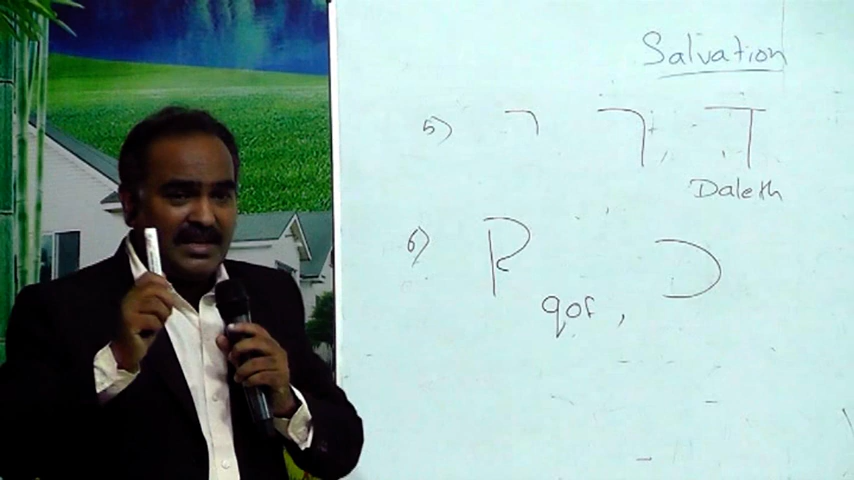 Salvation
5) י ר ד
Daleth
6) ק כ
qof ,